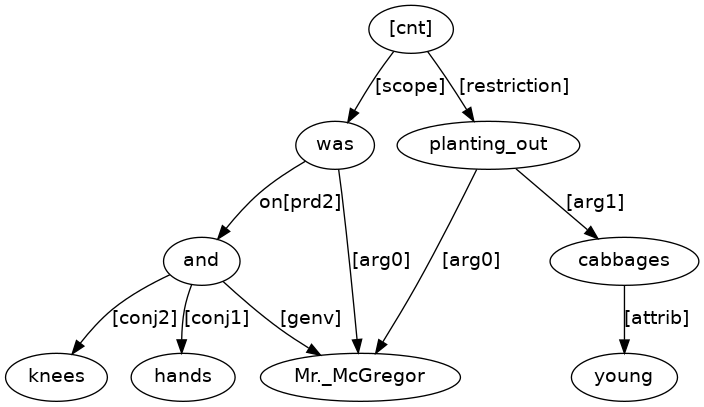 [cnt]
[scope] [restriction]
was planting_out
on[prd2] [arg1]
and [arg0] [arg0] cabbages
[conj2] [conj1] [genv] [attrib]
knees hands Mr._McGregor young